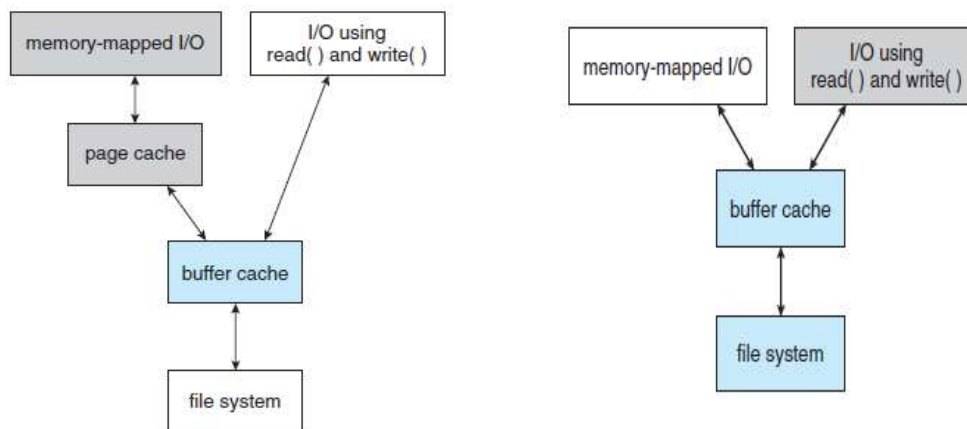 memory-mapped I/O
I/O using
read( ) and write( )
page cache
buffer cache
file system
memory-mapped I/O
I/O using
read( ) and write( )
buffer cache
file system